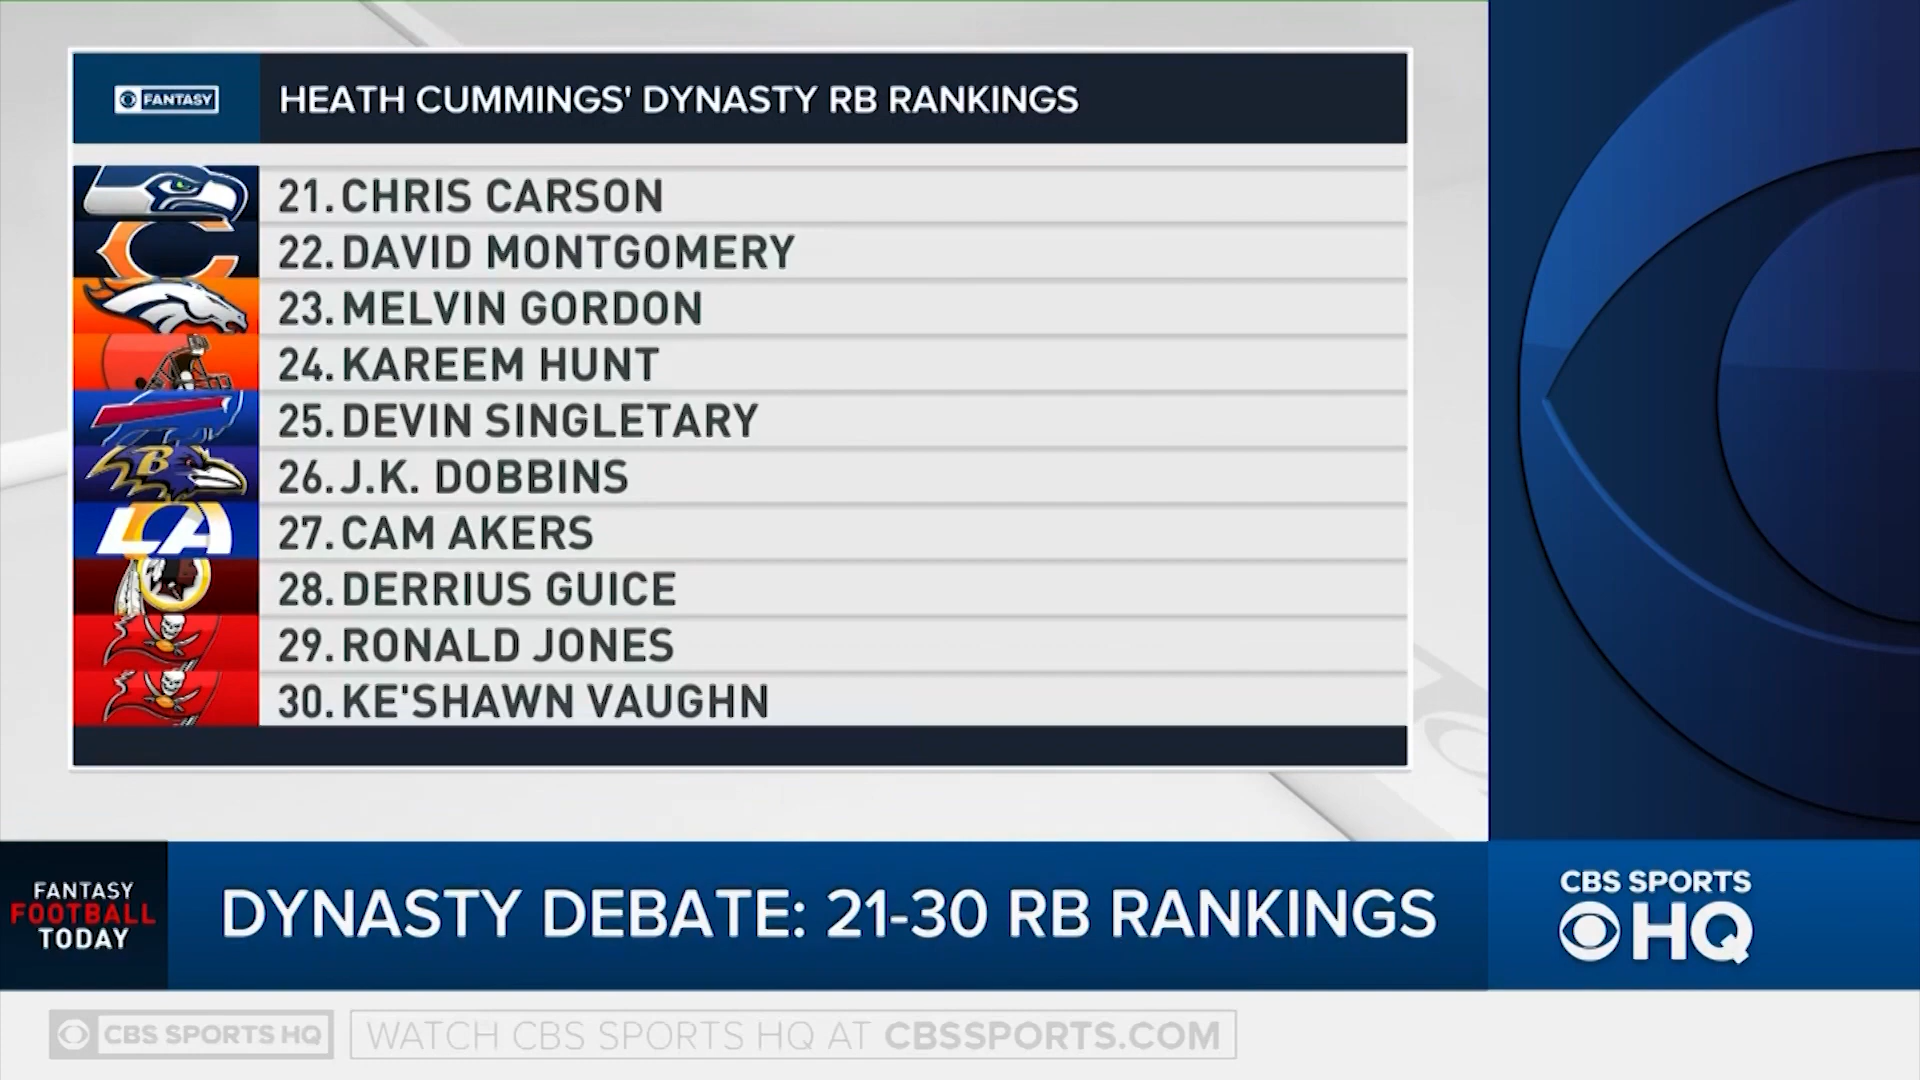 FANTASY
HEATH CUMMINGS' DYNASTY RB RANKINGS
21. CHRIS CARSON
22. DAVID MONTGOMERY
23. MELVIN GORDON
24. KAREEM HUNT
25. DEVIN SINGLETARY
B
26. J.K. DOBBINS
LA
27. CAM AKERS
28. DERRIUS GUICE
29. RONALD JONES
30. KE'SHAWN VAUGHN
FANTASY
FOOTBALL
TODAY
DYNASTY DEBATE: 21-30 RB RANKINGS
CBS SPORTS
HQ
CBS SPORTS HQ
WATCH CBS SPORTS HQ AT CBSSPORTS.COM